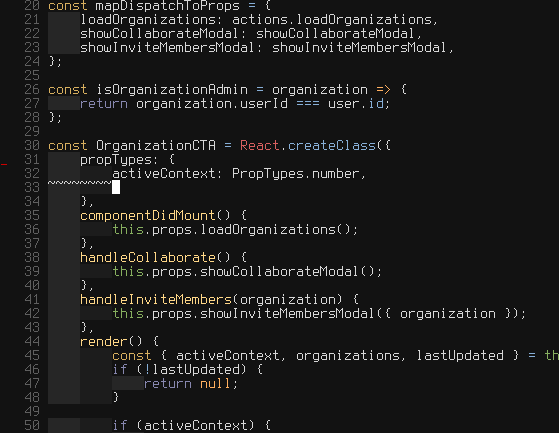 20 const mapDispatchToProps = {
21     loadOrganizations: actions.loadOrganizations,
22     showCollaborateModal: showCollaborateModal,
23     showInviteMembersModal: showInviteMembersModal,
24 };
25
26 const isOrganizationAdmin = organization => {
27     return organization.userId === user.id;
28 };
29
30 const OrganizationCTA = React.createClass({
31     propTypes: {
32         activeContext: PropTypes.number,
33 ~~~~~~~~
34     },
35     componentDidMount() {
36         this.props.loadOrganizations();
37     },
38     handleCollaborate() {
39         this.props.showCollaborateModal();
40     },
41     handleInviteMembers(organization) {
42         this.props.showInviteMembersModal({ organization });
43     },
44     render() {
45         const { activeContext, organizations, lastUpdated } = th
46         if (!lastUpdated) {
47             return null;
48         }
49
50         if (activeContext) {